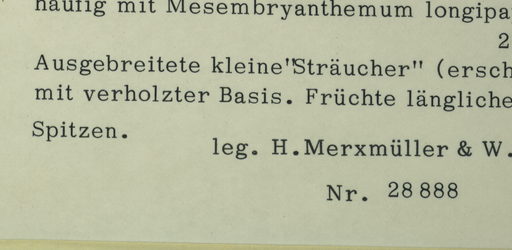 häufig mit Mesembryanthemum longipa
2
Ausgebreitete kleine "Sträucher" (ersch
mit verholzter Basis. Früchte längliche
Spitzen.
leg. H.Merxmüller & W.
Nr. 28888